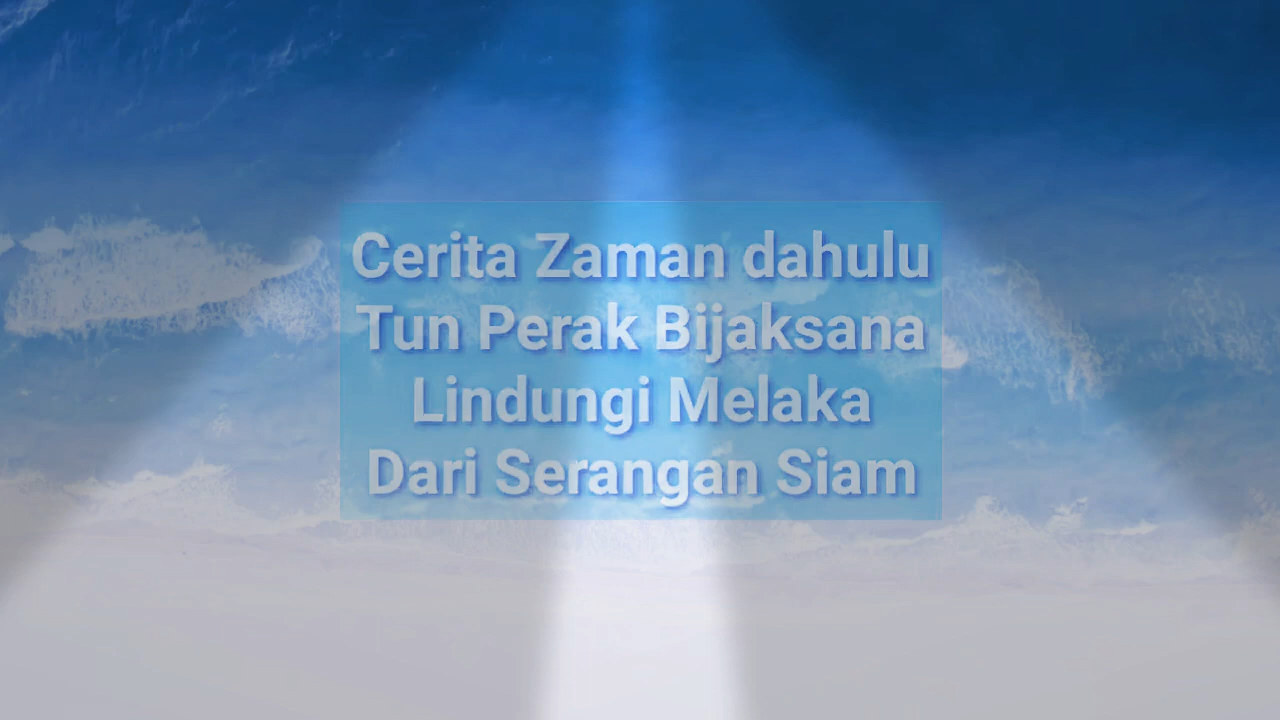 Cerita Zaman dahulu
Tun Perak Bijaksana
Lindungi Melaka
Dari Serangan Siam